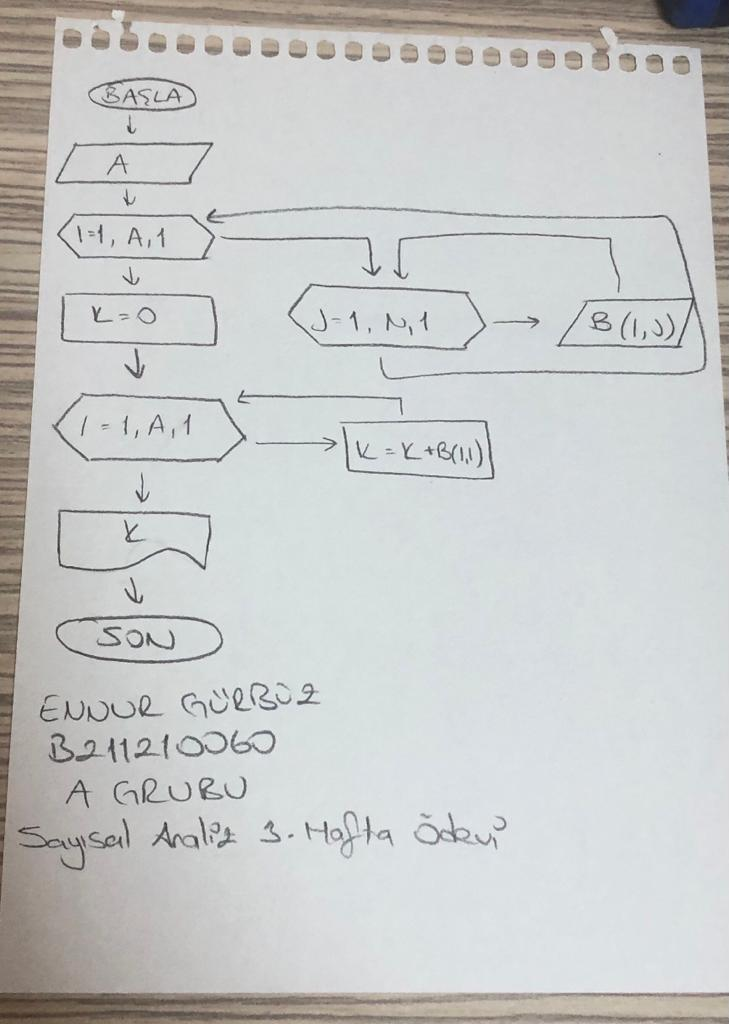 BAŞLA
A
I=1, A, 1
K=0
J=1, N, 1
B(I,J)
I=1, A, 1
K=K+B(I,I)
K
SON
ENNUR GÜRBÜZ
B211210060
A GRUBU
Sayısal Analiz 3. Hafta Ödevi